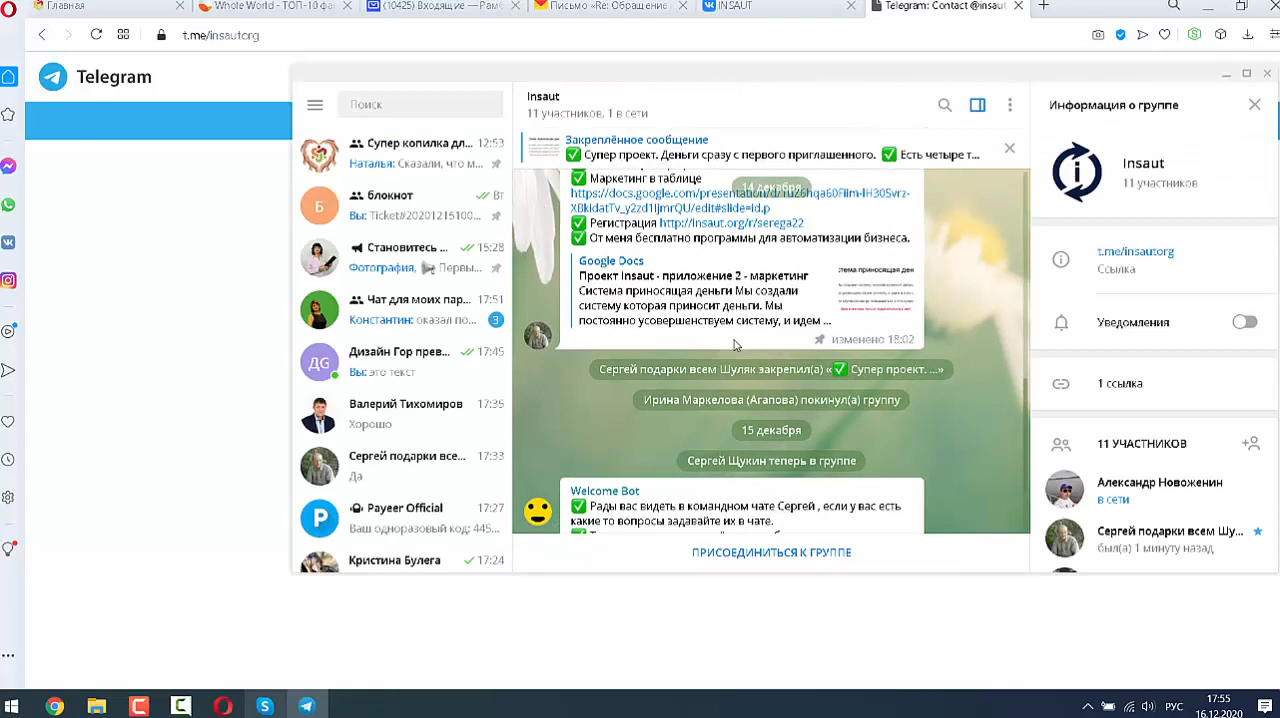 Главная
Whole World - ТОП-10 фа
(10425) Входящие — Рамб
Письмо «Re: Обращение
INSAUT
Telegram: Contact @insaut
t.me/insautorg
Telegram
Поиск
Супер копилка дл... 12:53
Наталья: Сказали, что м...
Б
блокнот Вт
Вы: Ticket#20201215100...
Становитесь ... 15:28
Фотография, Первы...
Чат для моих пар... 17:51
Константин: оказал по... 3
ДГ
Дизайн Гор прев... 17:45
Вы: это текст
Валерий Тихомиров 17:35
Хорошо
Сергей подарки все... 17:33
Да
P
Payeer Official 17:27
Ваш одноразовый код: 445...
Кристина Булега 17:24
Insaut
11 участников, 1 в сети
Закреплённое сообщение
✅ Супер проект. Деньги сразу с первого приглашенного. ✅ Есть четыре т...
14 декабря
✅ Маркетинг в таблице
✅ Регистрация http://insaut.org/r/serega22
✅ От меня бесплатно программы для автоматизации бизнеса.
Google Docs
Проект Insaut - приложение 2 - маркетинг
Система приносящая деньги Мы создали
систему которая приносит деньги. Мы
постоянно усовершенствуем систему, и идем ...
изменено 18:02
Сергей подарки всем Шуляк закрепил(а) «✅ Супер проект. ...»
Ирина Маркелова (Агапова) покинул(а) группу
15 декабря
Сергей Щукин теперь в группе
Welcome Bot
✅ Рады вас видеть в командном чате Сергей , если у вас есть
какие то вопросы задавайте их в чате.
ПРИСОЕДИНИТЬСЯ К ГРУППЕ
Информация о группе
Insaut
11 участников
t.me/insautorg
Ссылка
Уведомления
1 ссылка
11 УЧАСТНИКОВ
Александр Новоженин
в сети
Сергей подарки всем Шу...
был(а) 1 минуту назад
РУС
17:55
16.12.2020